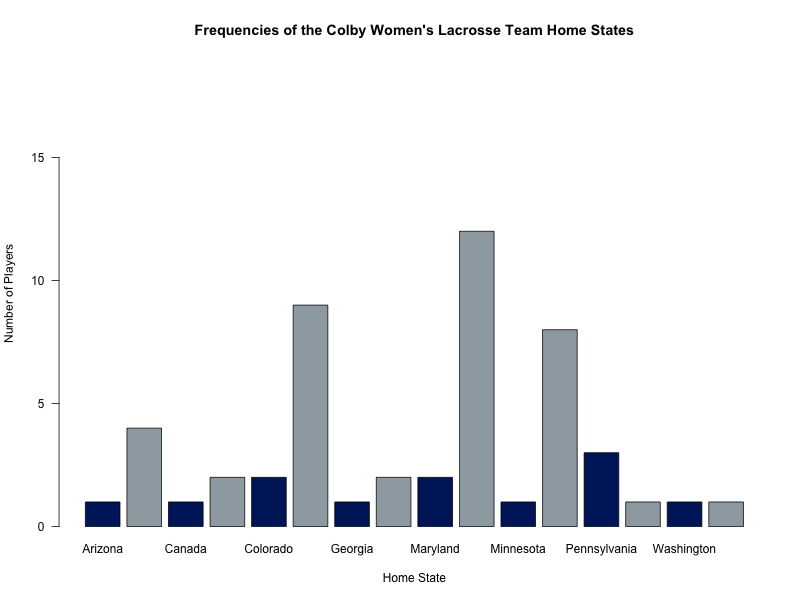 Frequencies of the Colby Women's Lacrosse Team Home States
15
10
5
0
Number of Players
Arizona Canada Colorado Georgia Maryland Minnesota Pennsylvania Washington
Home State